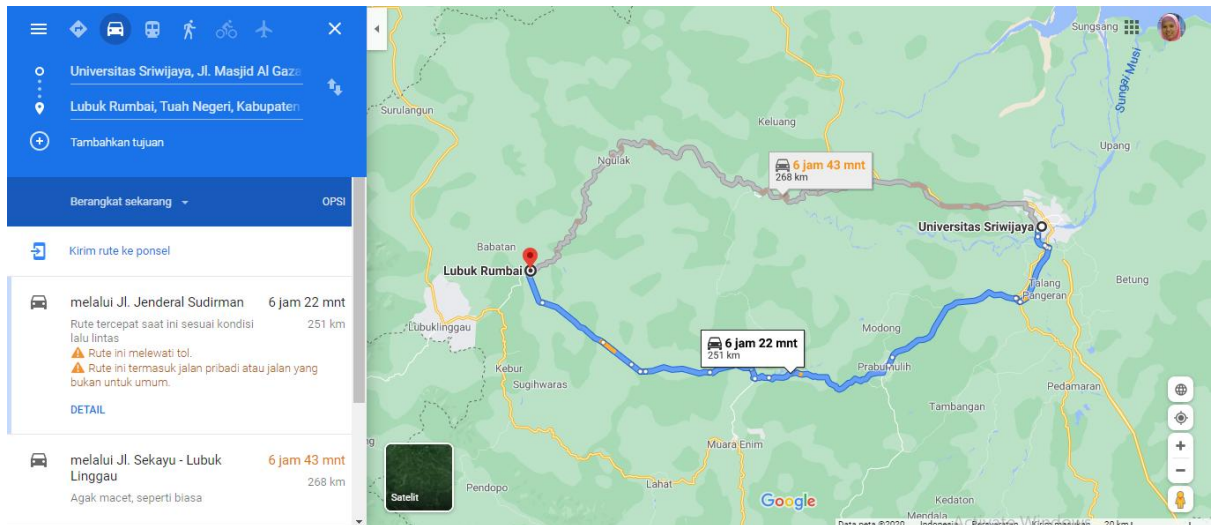 Universitas Sriwijaya, Jl. Masjid Al Gaza
Lubuk Rumbai, Tuah Negeri, Kabupaten
Tambahkan tujuan
Berangkat sekarang
OPSI
Kirim rute ke ponsel
melalui Jl. Jenderal Sudirman
6 jam 22 mnt
Rute tercepat saat ini sesuai kondisi
251 km
lalu lintas
Rute ini melewati tol.
Rute ini termasuk jalan pribadi atau jalan yang
bukan untuk umum.
DETAIL
melalui Jl. Sekayu - Lubuk
6 jam 43 mnt
Linggau
268 km
Agak macet, seperti biasa
Sungsang
Sungai Musi
Surulangun
Keluang
Upang
Ngulak
6 jam 43 mnt
268 km
Universitas Sriwijaya
Babatan
Lubuk Rumbai
Talang
Pangeran
Betung
Lubuklinggau
Modong
6 jam 22 mnt
251 km
Kebur
Prabumulih
Sugihwaras
Pedamaran
Tambangan
Muara Enim
Satelit
Pendopo
Lahat
Google
Kedaton
Mendala
Data peta ©2020
Indonesia
20 km